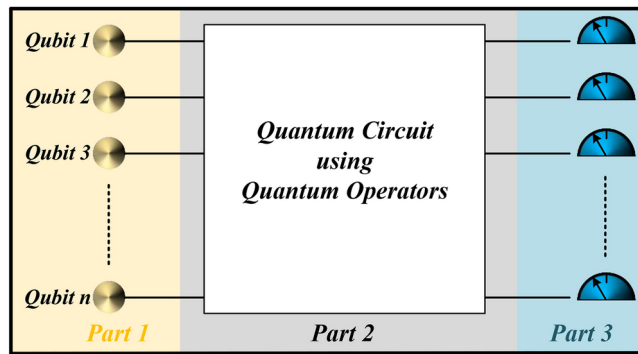 Qubit 1
Qubit 2
Qubit 3
Qubit n
Quantum Circuit
using
Quantum Operators
Part 1
Part 2
Part 3